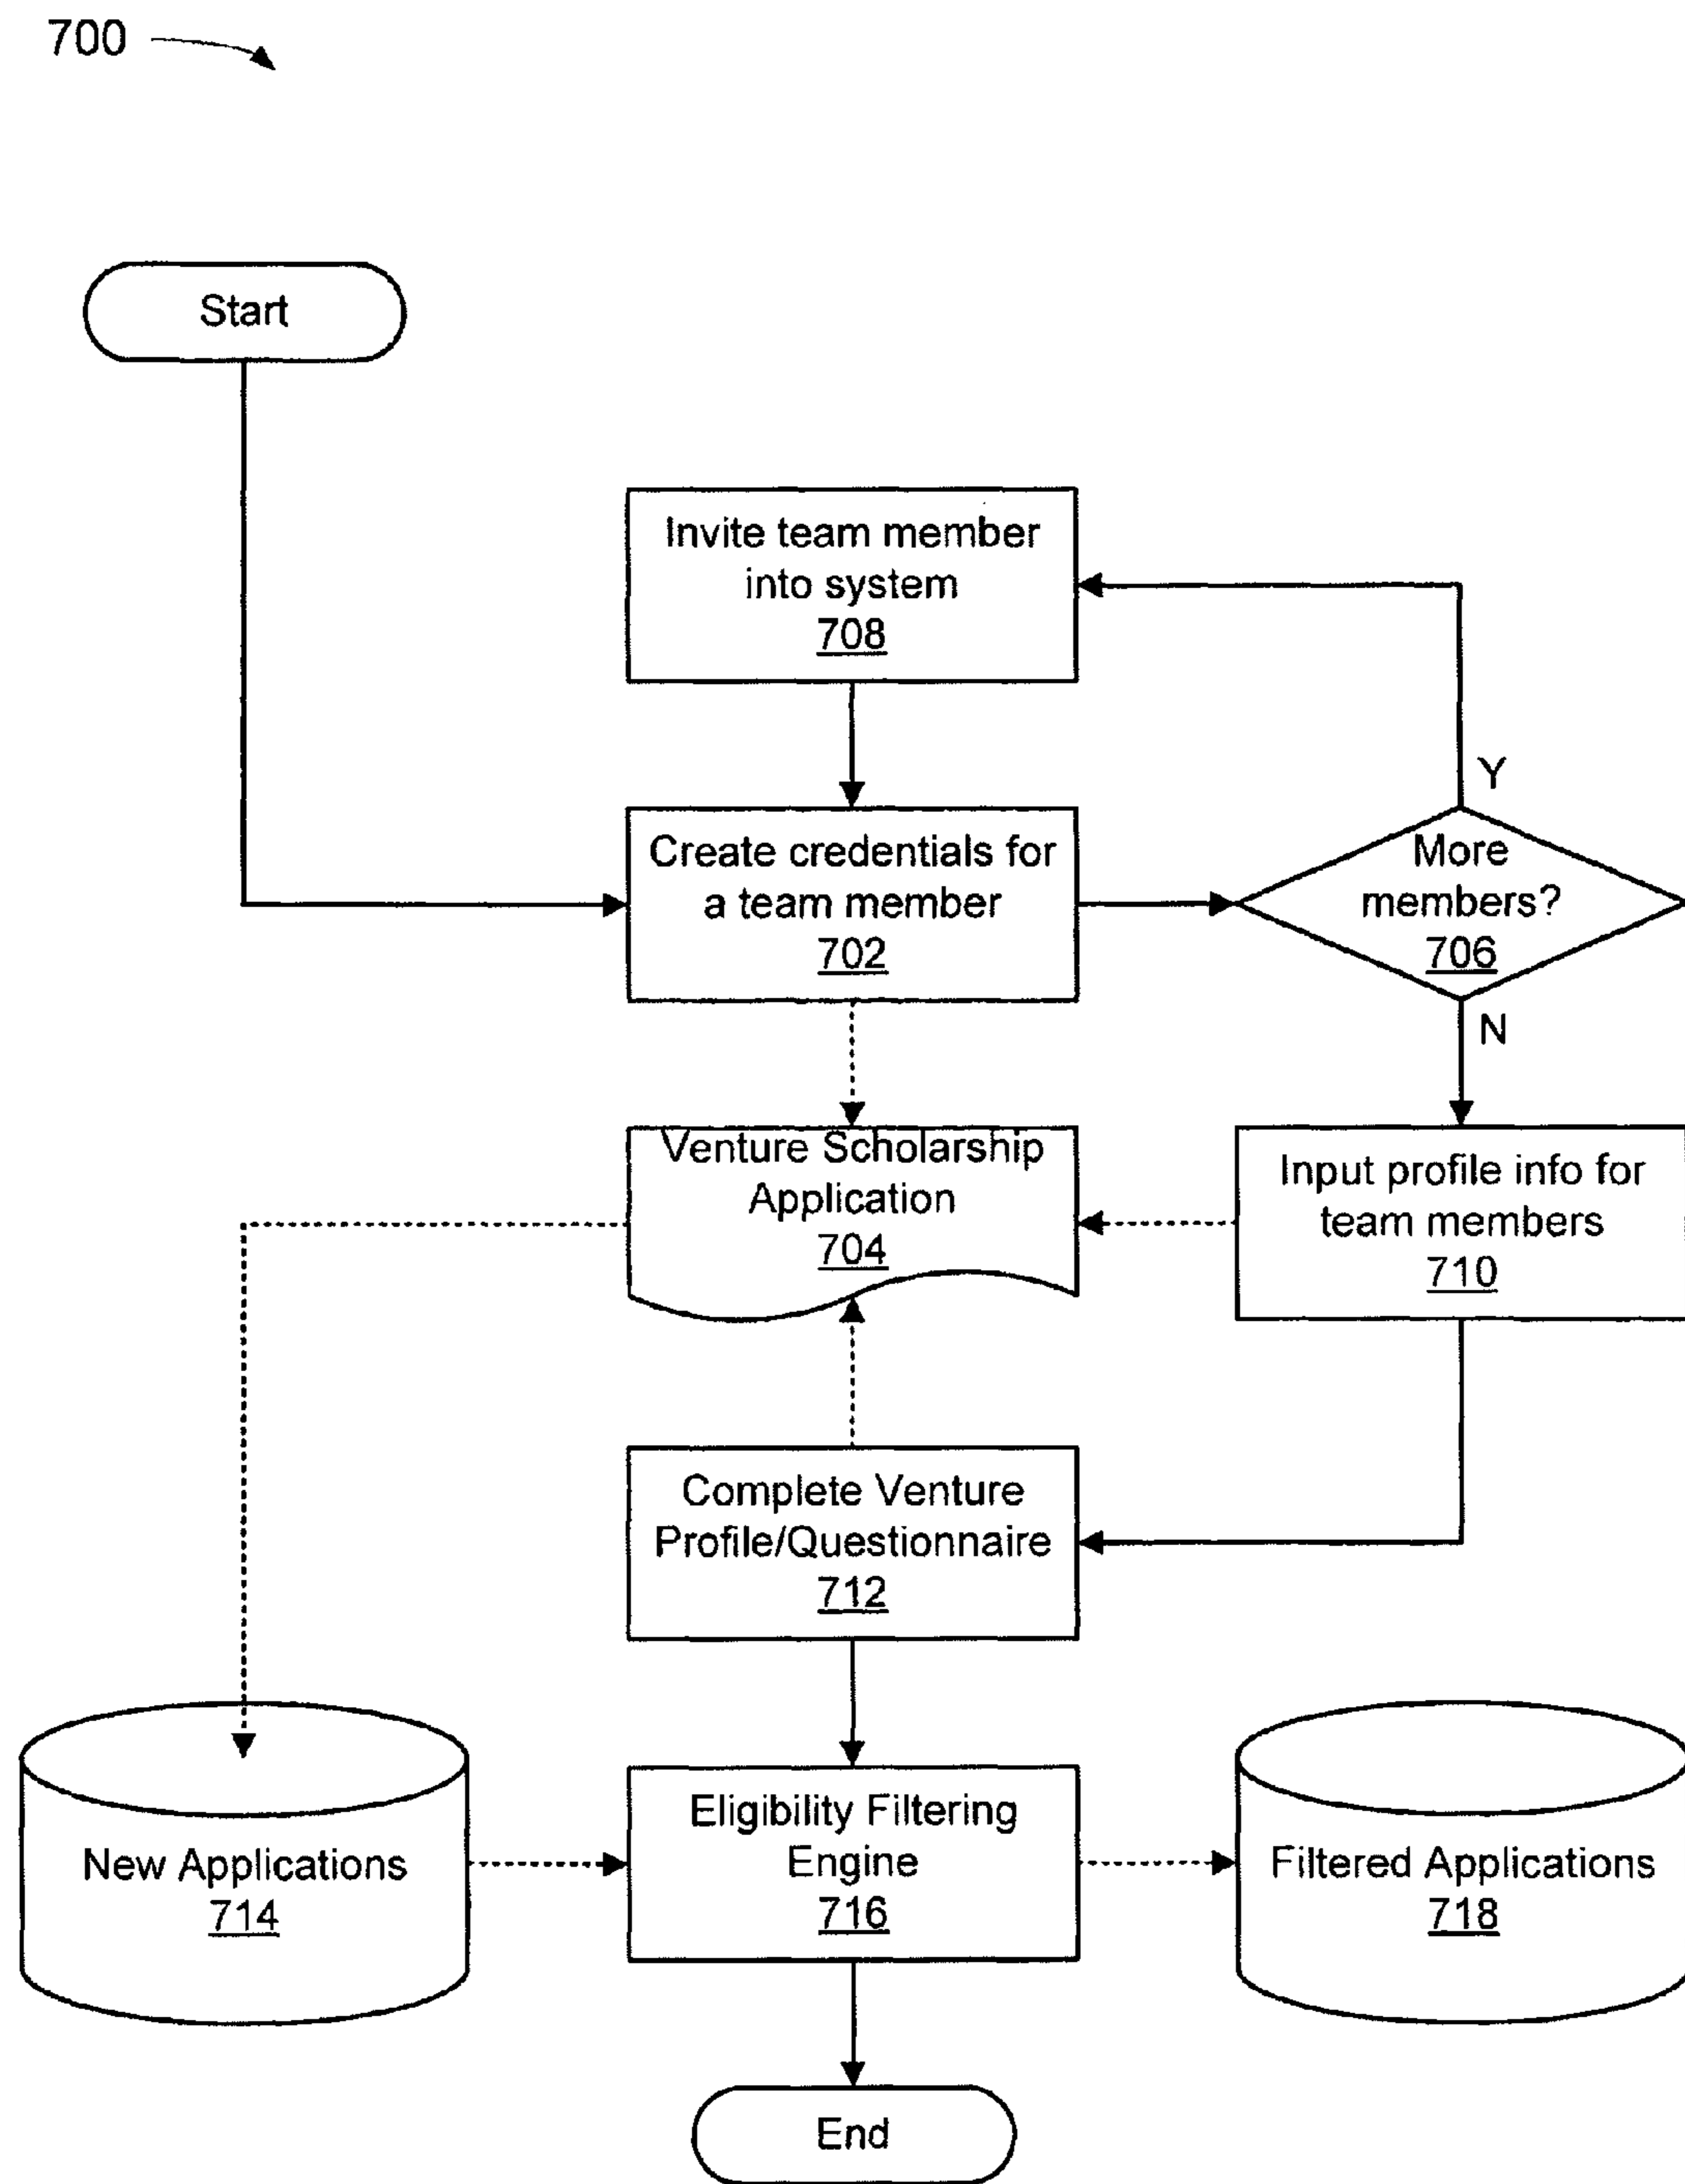 700
Start
Invite team member
into system
708
Y
Create credentials for
a team member
702
More
members?
706
N
Venture Scholarship
Application
704
Input profile info for
team members
710
Complete Venture
Profile/Questionnaire
712
New Applications
714
Eligibility Filtering
Engine
716
Filtered Applications
718
End